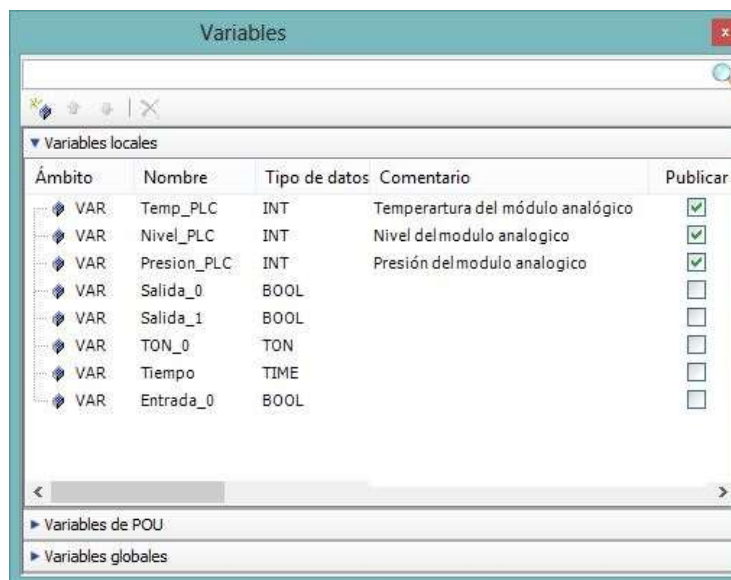 Variables
x
Variables locales
Ámbito Nombre Tipo de datos Comentario Publicar
VAR Temp_PLC INT Temperartura del módulo analógico
VAR Nivel_PLC INT Nivel del modulo analogico
VAR Presion_PLC INT Presión del modulo analogico
VAR Salida_0 BOOL
VAR Salida_1 BOOL
VAR TON_0 TON
VAR Tiempo TIME
VAR Entrada_0 BOOL
Variables de POU
Variables globales